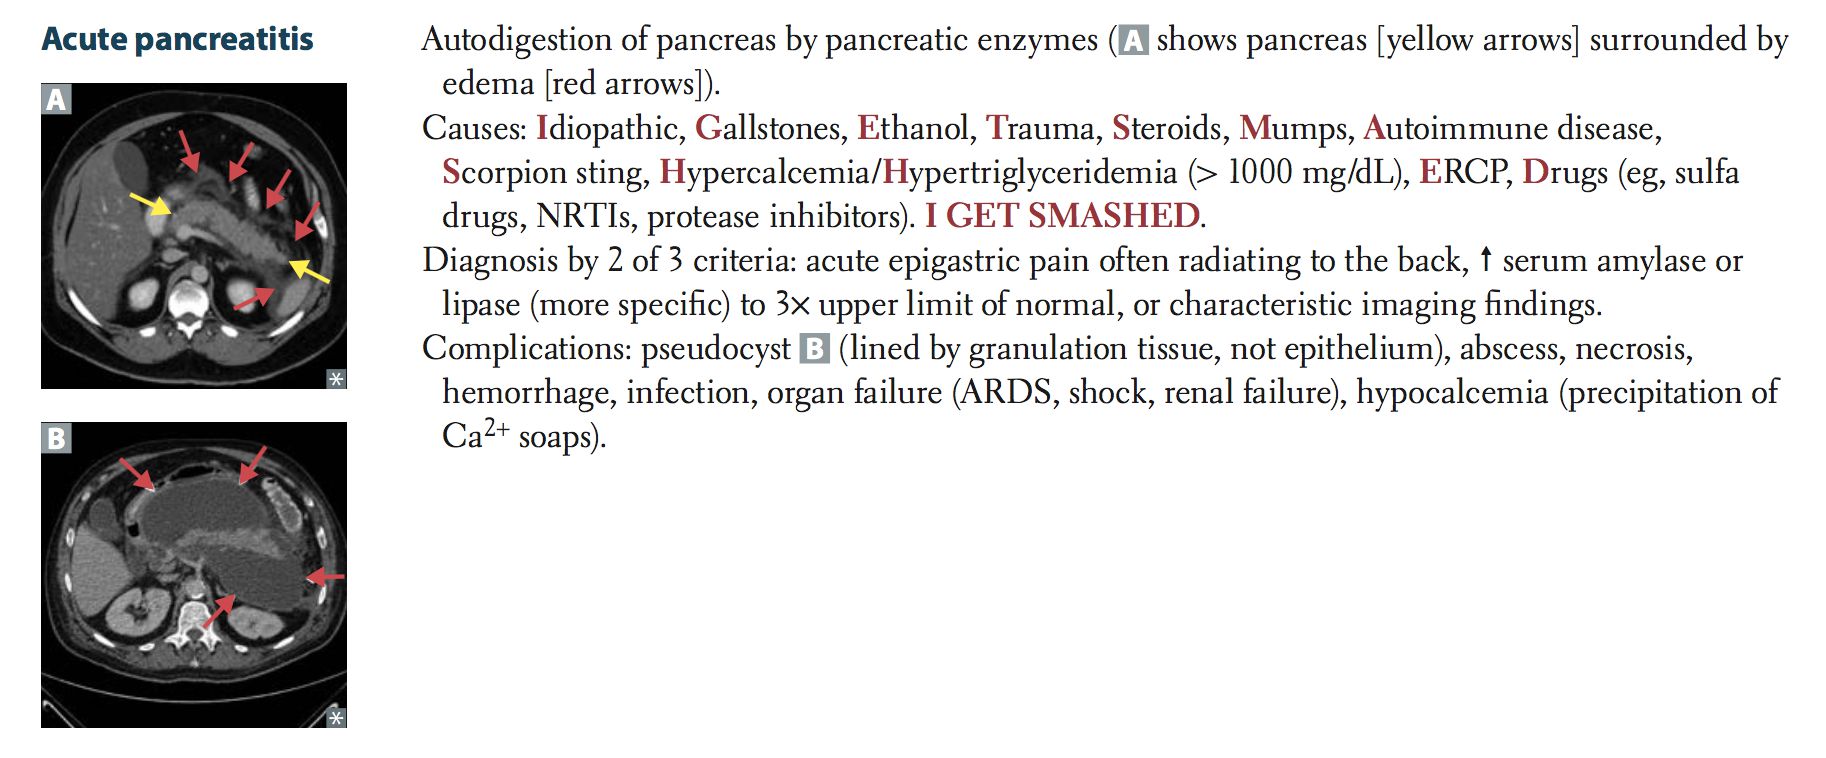 Acute pancreatitis
A
*
B
*
Autodigestion of pancreas by pancreatic enzymes (A shows pancreas [yellow arrows] surrounded by
edema [red arrows]).
Causes: Idiopathic, Gallstones, Ethanol, Trauma, Steroids, Mumps, Autoimmune disease,
Scorpion sting, Hypercalcemia/Hypertriglyceridemia (> 1000 mg/dL), ERCP, Drugs (eg, sulfa
drugs, NRTIs, protease inhibitors). I GET SMASHED.
Diagnosis by 2 of 3 criteria: acute epigastric pain often radiating to the back, ↑ serum amylase or
lipase (more specific) to 3× upper limit of normal, or characteristic imaging findings.
Complications: pseudocyst B (lined by granulation tissue, not epithelium), abscess, necrosis,
hemorrhage, infection, organ failure (ARDS, shock, renal failure), hypocalcemia (precipitation of
Ca²⁺ soaps).